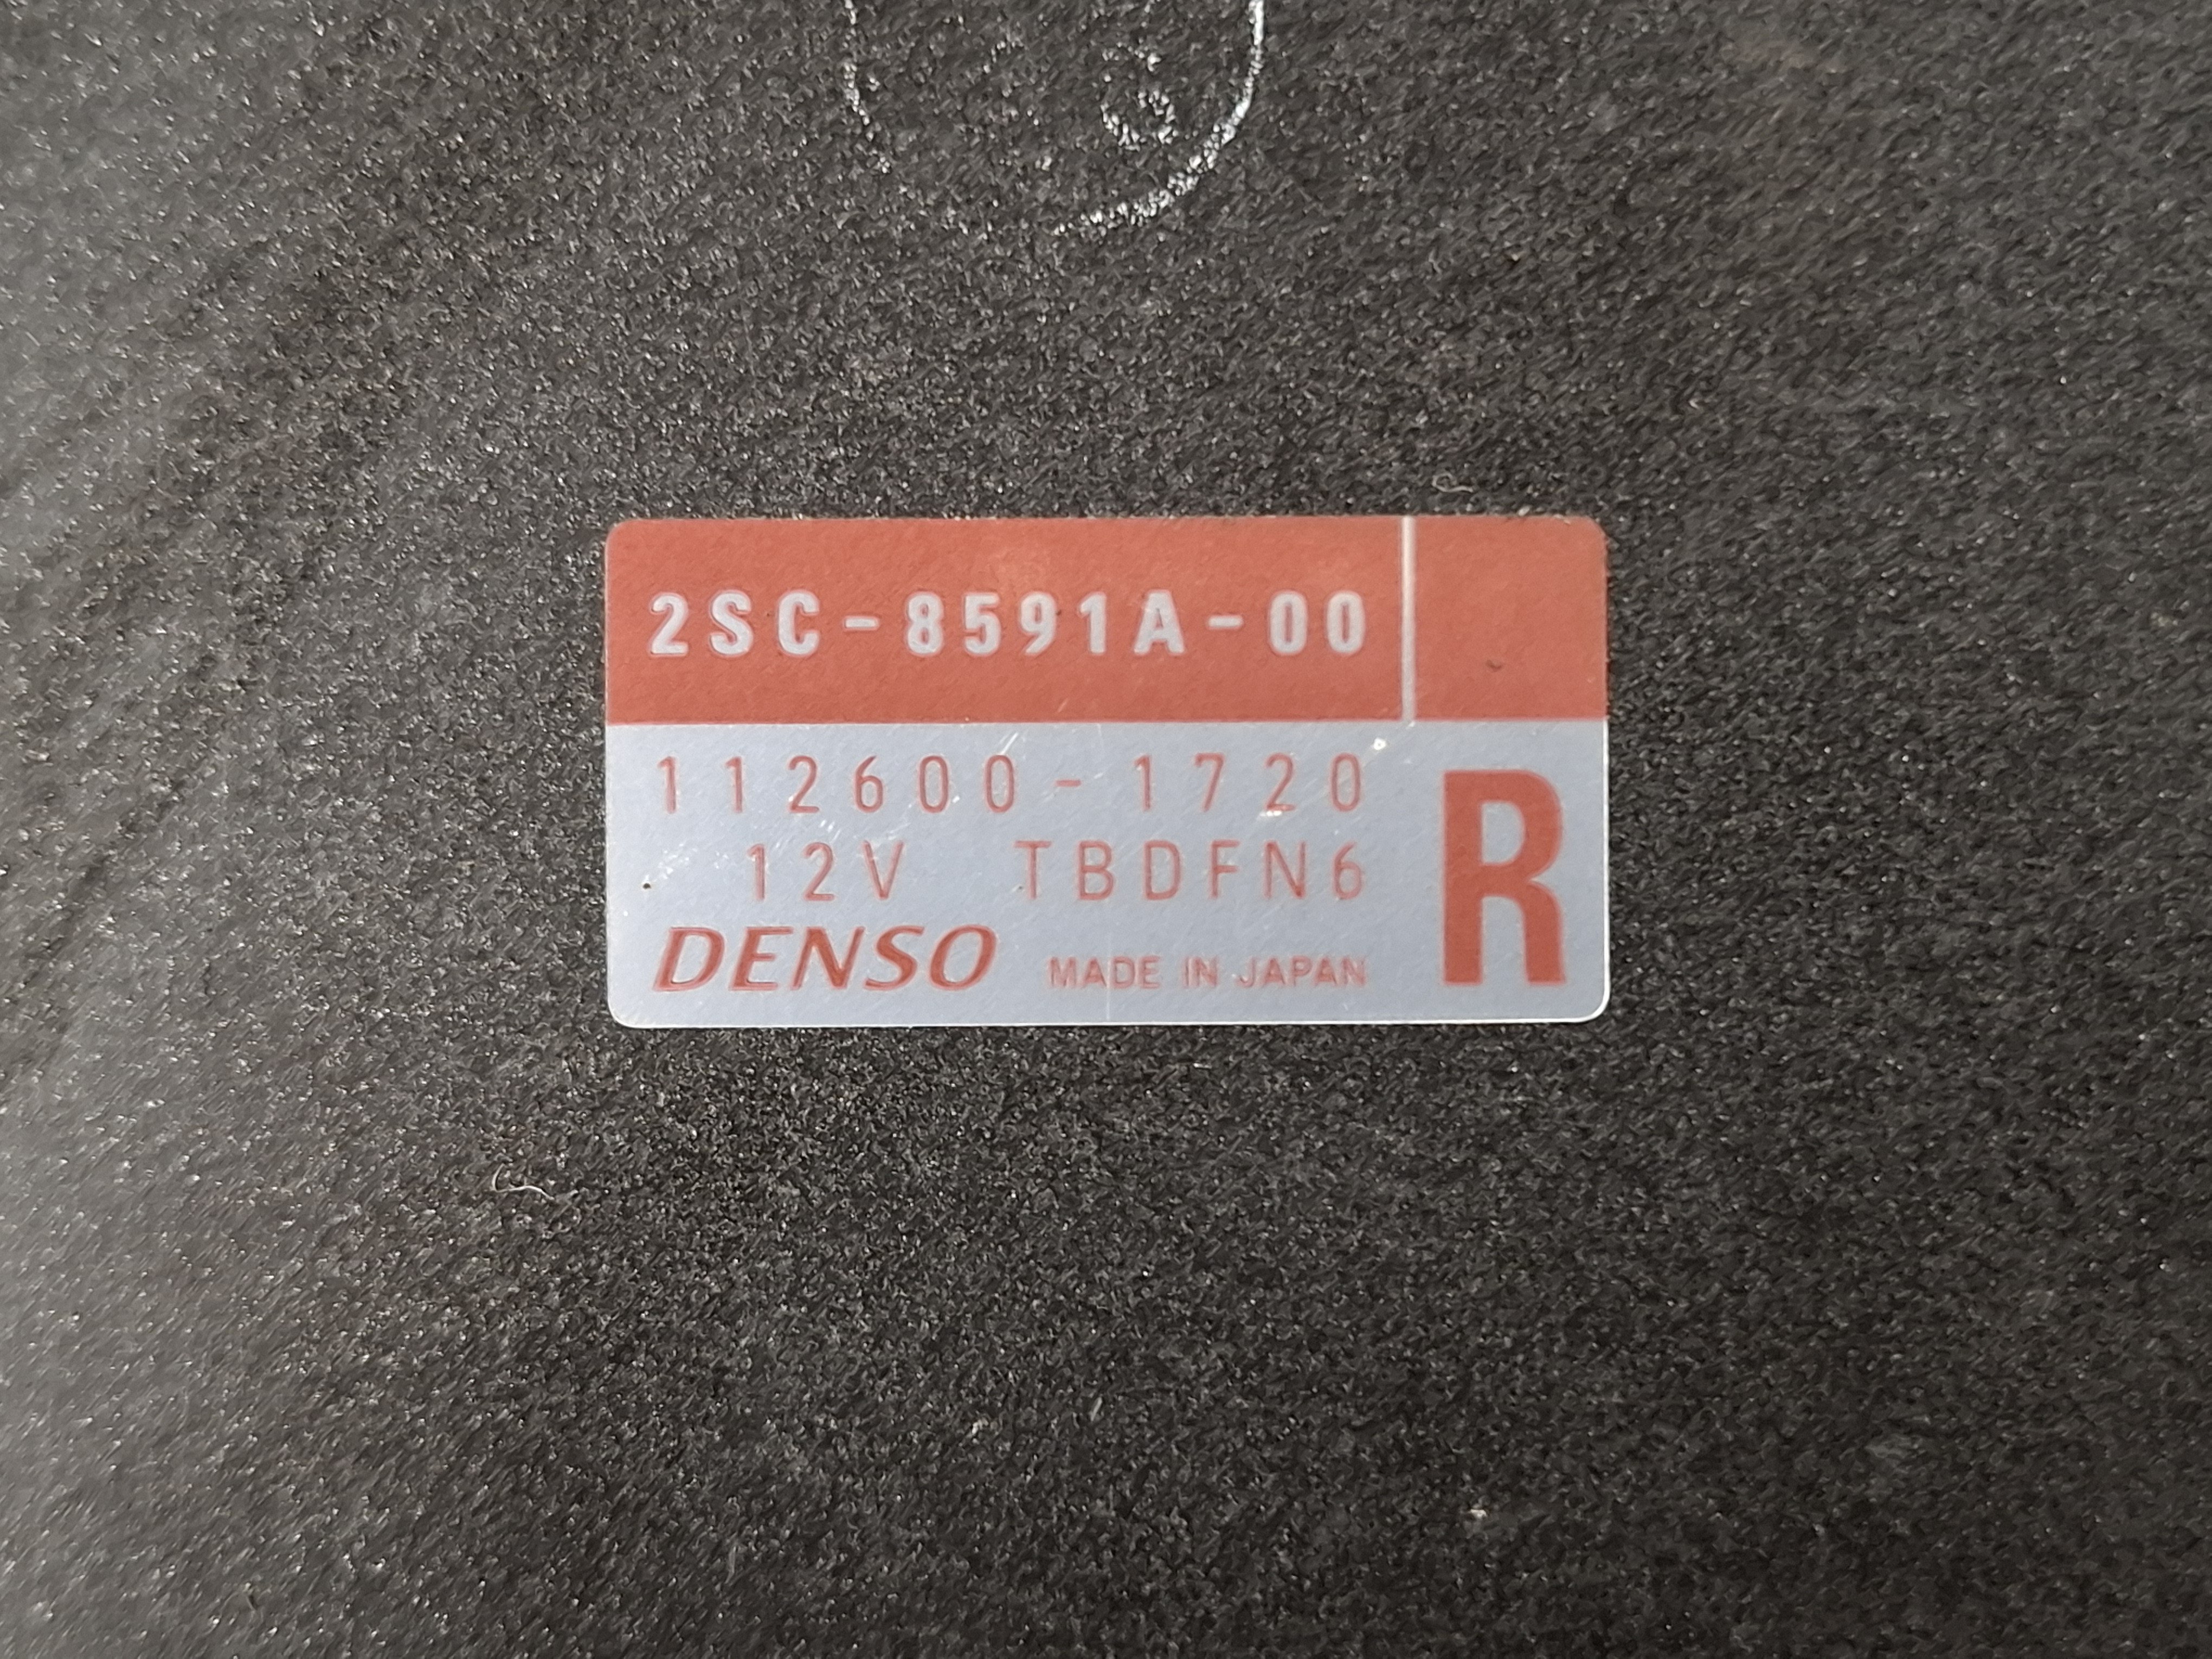 2SC-8591A-00
112600-1720
12V TBDFN6
R
DENSO MADE IN JAPAN